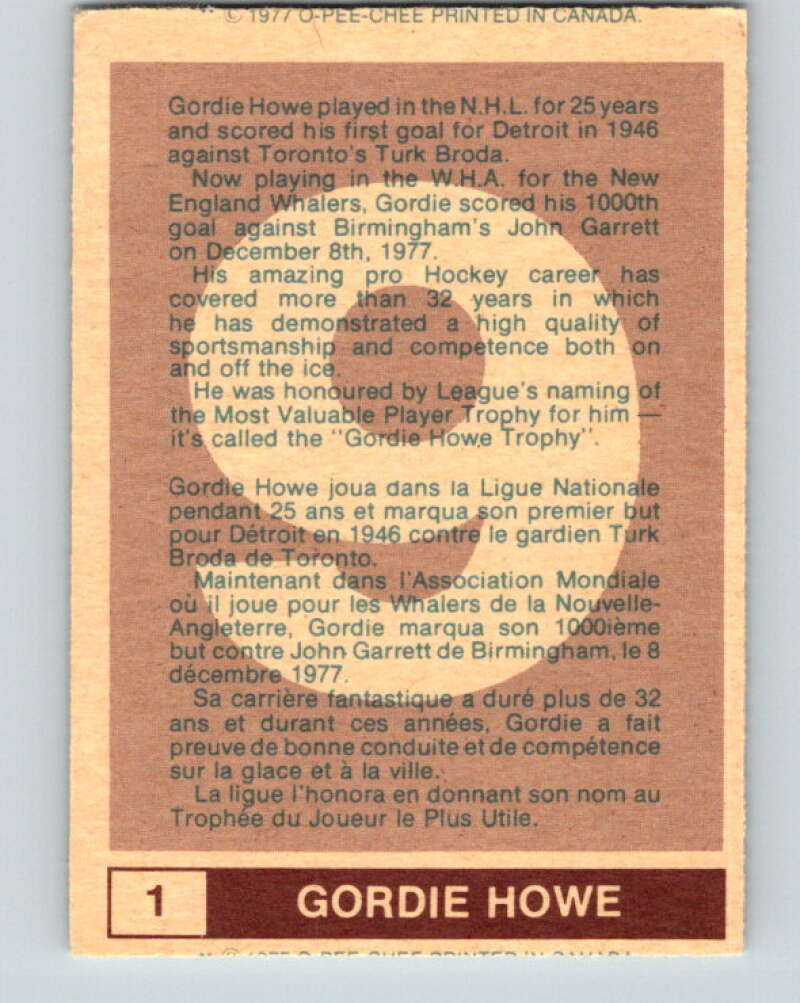 © 1977 O-PEE-CHEE PRINTED IN CANADA.
Gordie Howe played in the N.H.L. for 25 years
and scored his first goal for Detroit in 1946
against Toronto's Turk Broda.
Now playing in the W.H.A. for the New
England Whalers, Gordie scored his 1000th
goal against Birmingham's John Garrett
on December 8th, 1977.
His amazing pro Hockey career has
covered more than 32 years in which
he has demonstrated a high quality of
sportsmanship and competence both on
and off the ice.
He was honoured by League's naming of
the Most Valuable Player Trophy for him —
it's called the "Gordie Howe Trophy".
Gordie Howe joua dans la Ligue Nationale
pendant 25 ans et marqua son premier but
pour Détroit en 1946 contre le gardien Turk
Broda de Toronto.
Maintenant dans l'Association Mondiale
où il joue pour les Whalers de la Nouvelle-
Angleterre, Gordie marqua son 1000ième
but contre John Garrett de Birmingham, le 8
décembre 1977.
Sa carrière fantastique a duré plus de 32
ans et durant ces années, Gordie a fait
preuve de bonne conduite et de compétence
sur la glace et à la ville.
La ligue l'honora en donnant son nom au
Trophée du Joueur le Plus Utile.
9
1 GORDIE HOWE
© 1977 O-PEE-CHEE PRINTED IN CANADA.